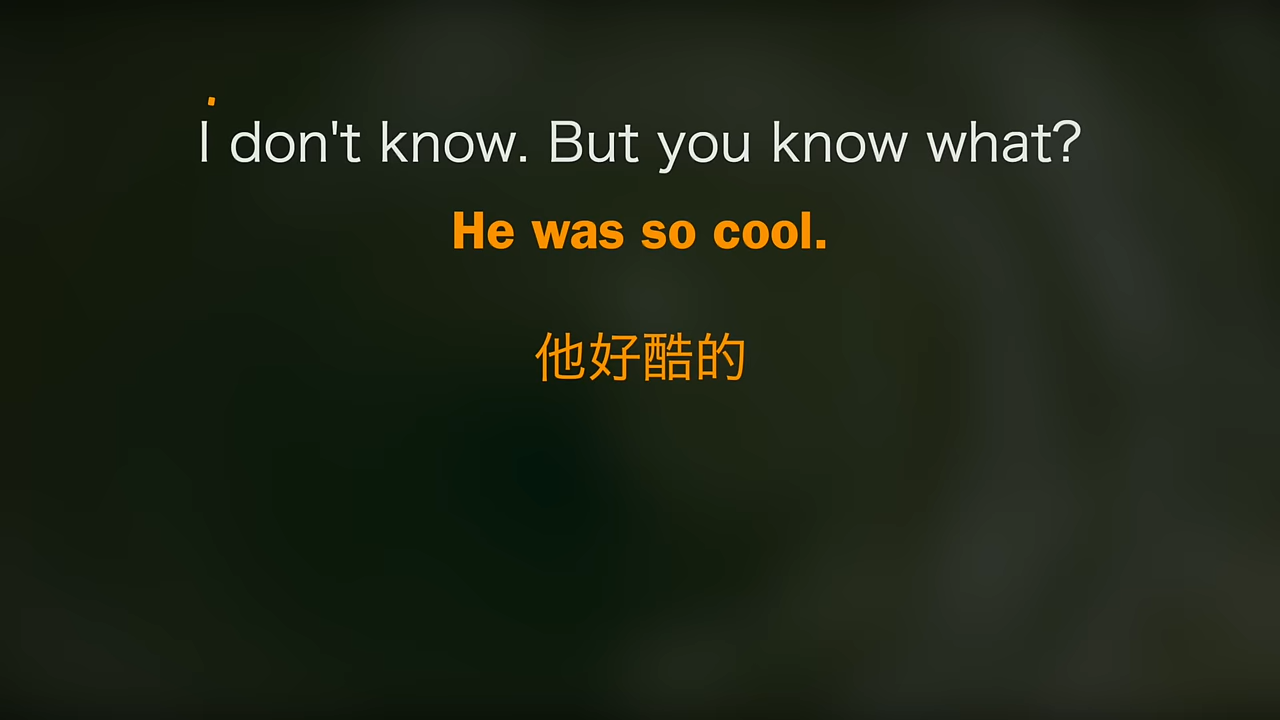 I don't know. But you know what?
He was so cool.
他好酷的